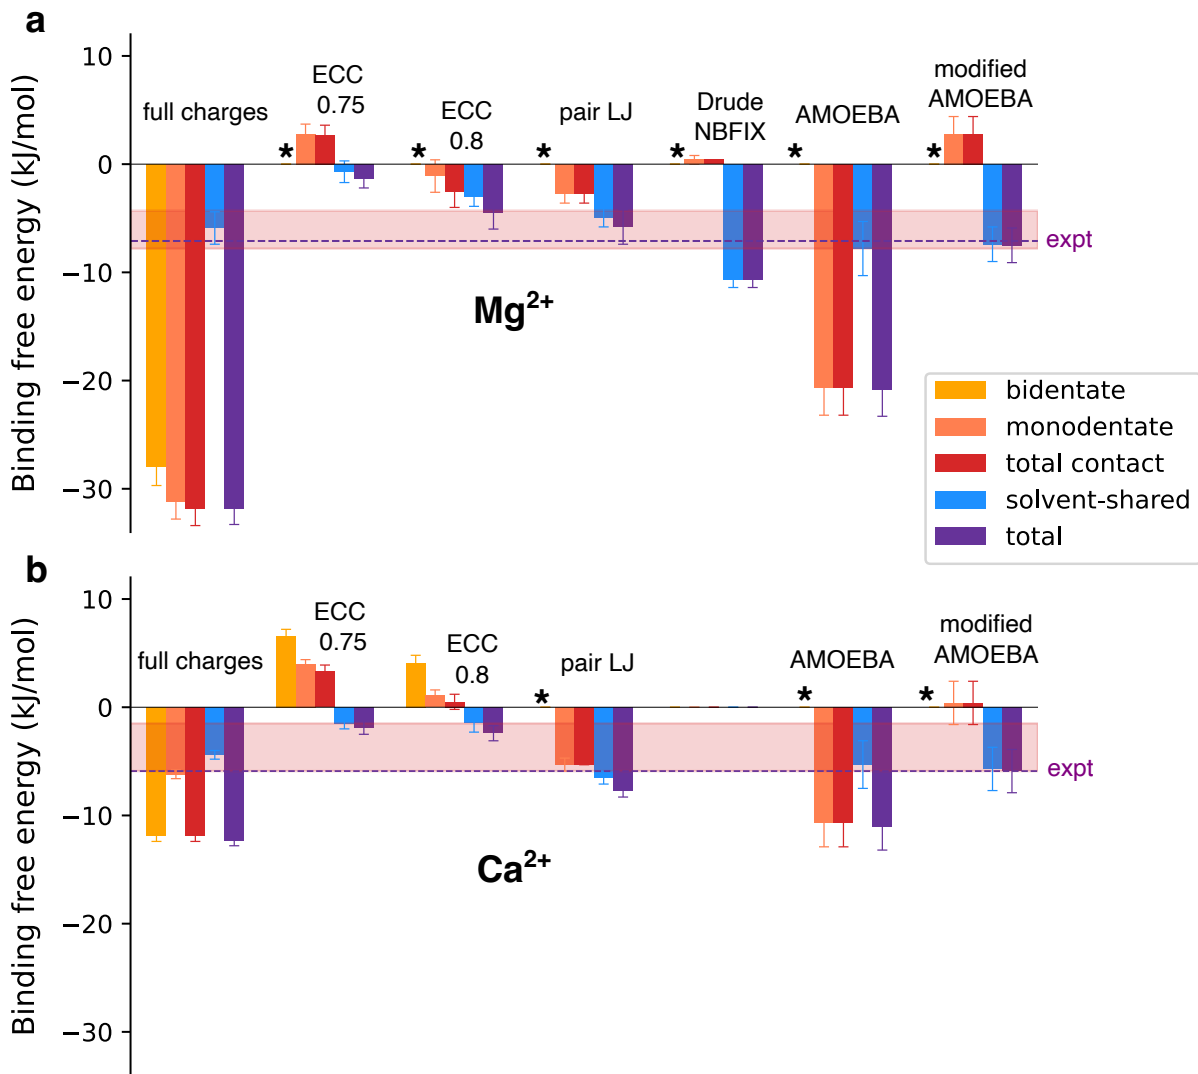 a
Binding free energy (kJ/mol)
10
0
−10
−20
−30
full charges
ECC
0.75
ECC
0.8
pair LJ
Drude
NBFIX
AMOEBA
modified
AMOEBA
*
*
*
*
*
*
expt
Mg²⁺
bidentate
monodentate
total contact
solvent-shared
total
b
Binding free energy (kJ/mol)
10
0
−10
−20
−30
full charges
ECC
0.75
ECC
0.8
pair LJ
AMOEBA
modified
AMOEBA
*
*
*
expt
Ca²⁺